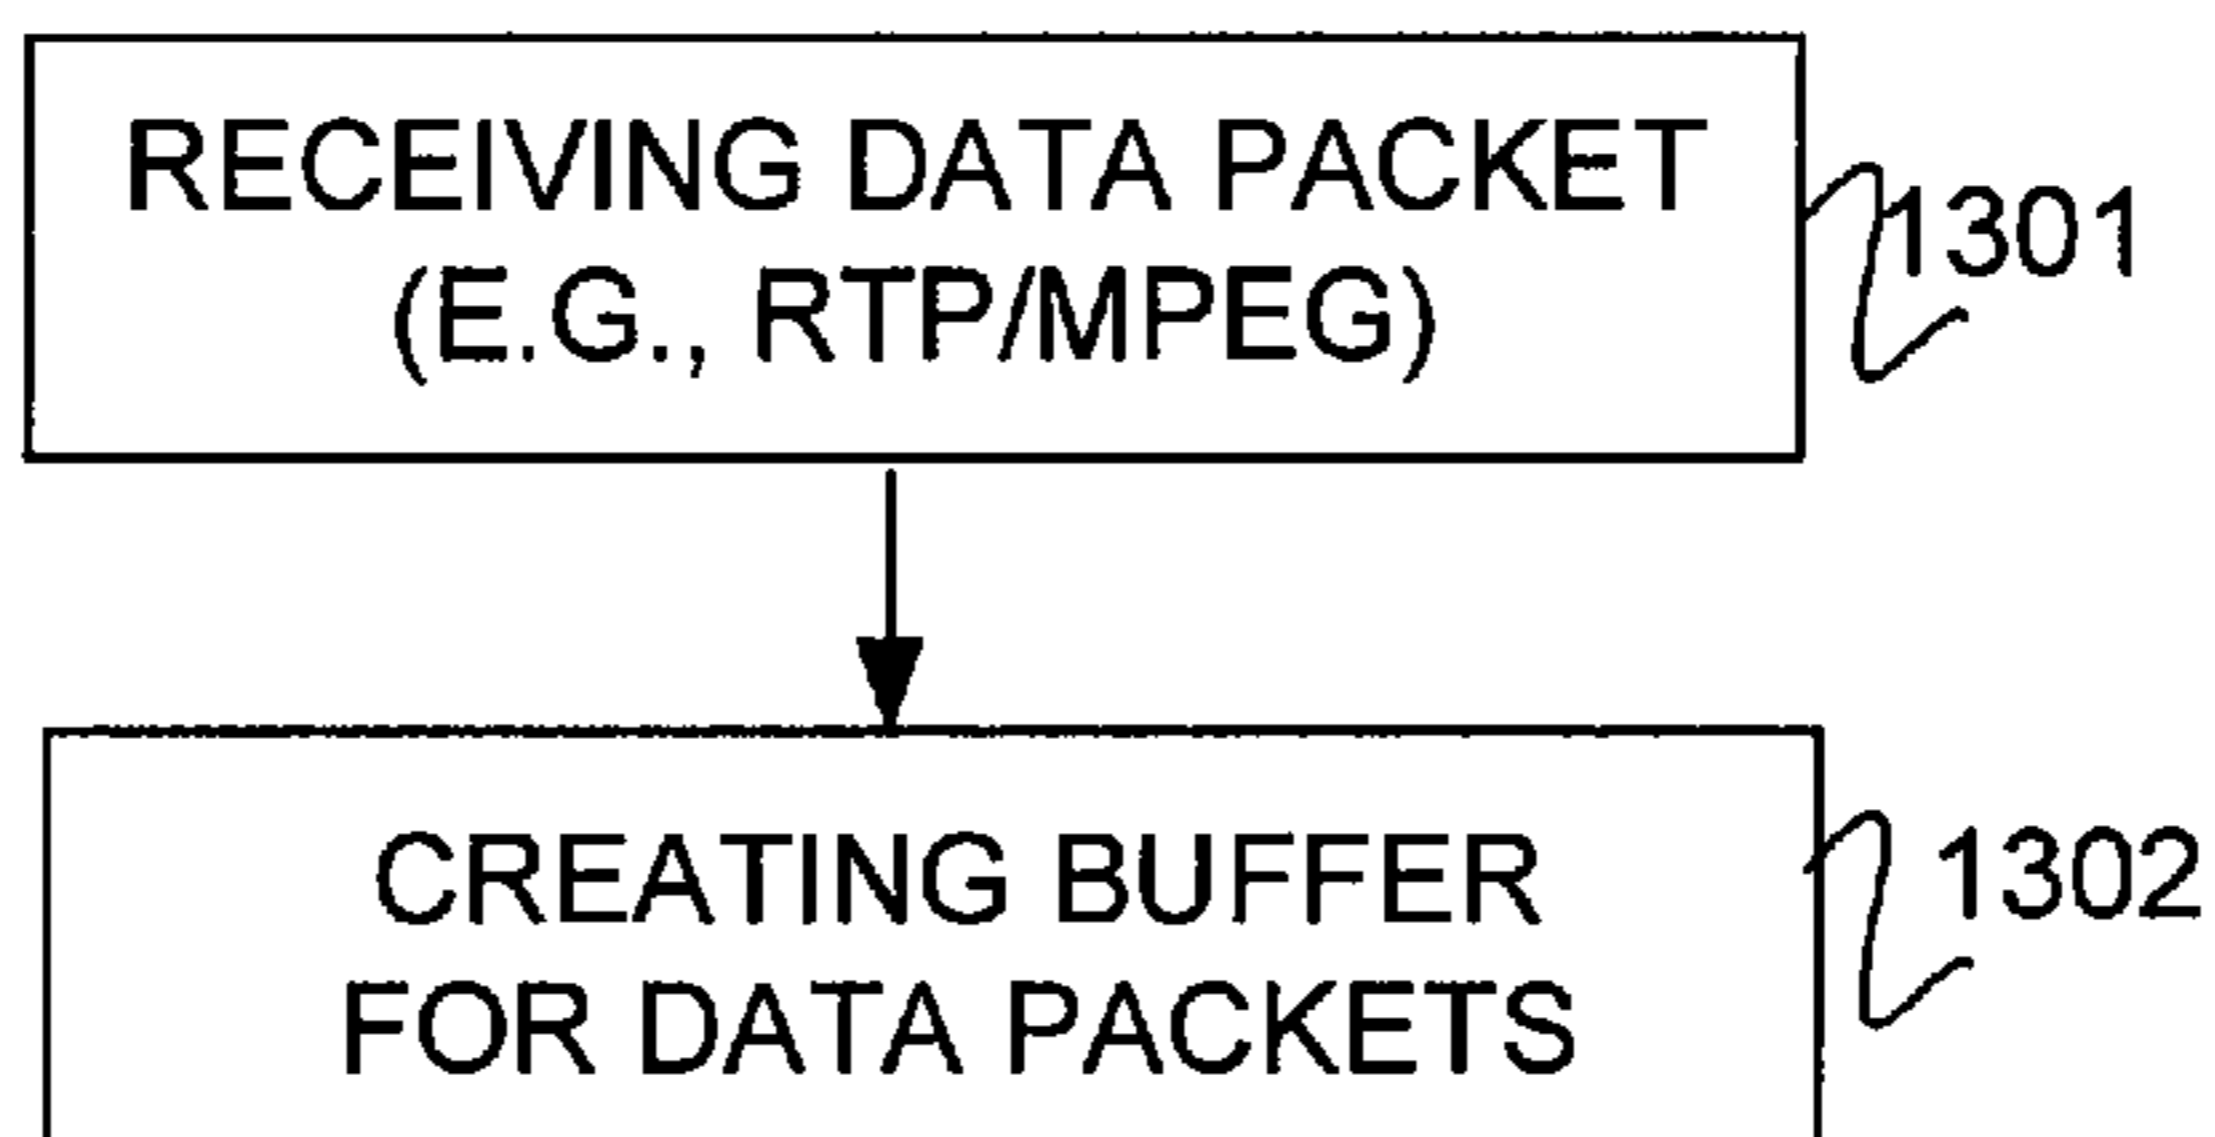 RECEIVING DATA PACKET
(E.G., RTP/MPEG)
1301
CREATING BUFFER
FOR DATA PACKETS
1302